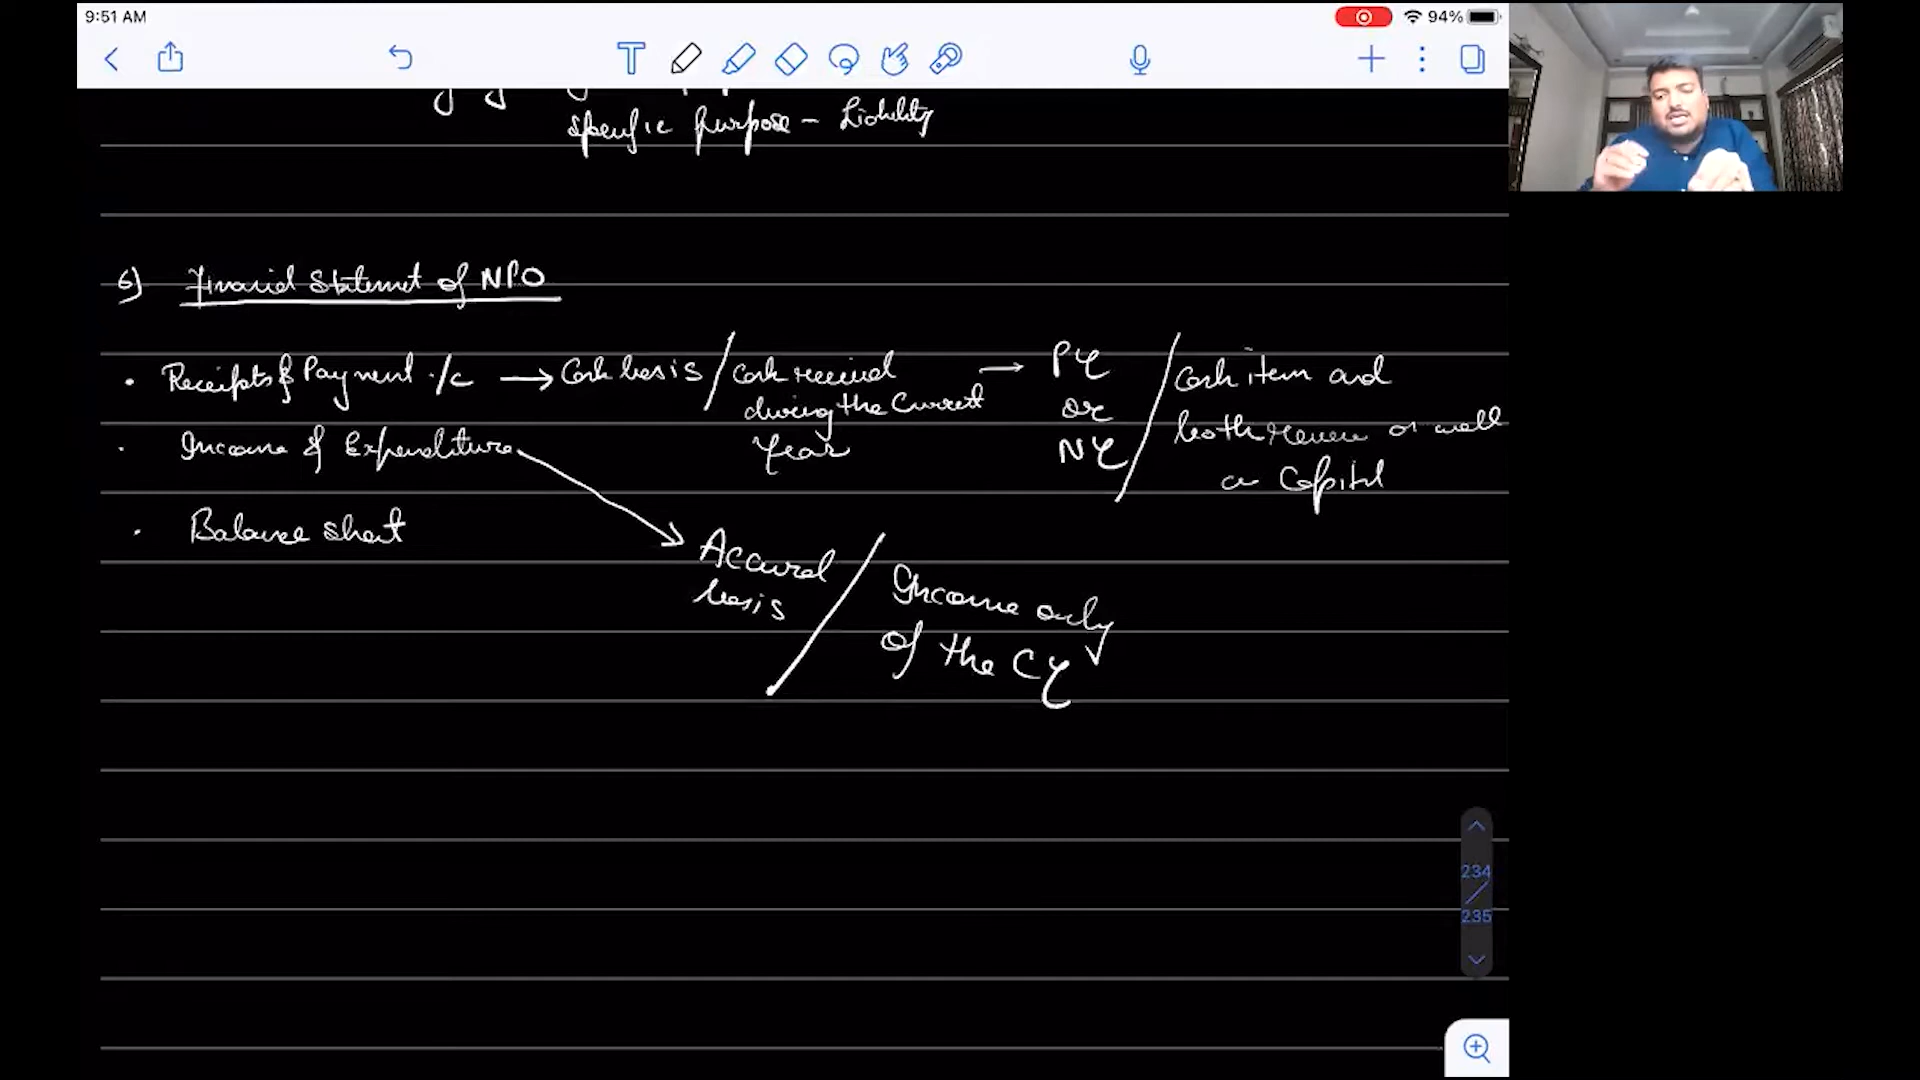 9:51 AM
94%
specific purpose - Liability
6) Financial Statement of NPO
• Receipts & Payment A/c → Cash basis / Cash received during the Current Year → PY or NY / Cash item and both revenue as well as Capital
• Income & Expenditure
Accural basis / Income only of the CY
• Balance sheet
234
235